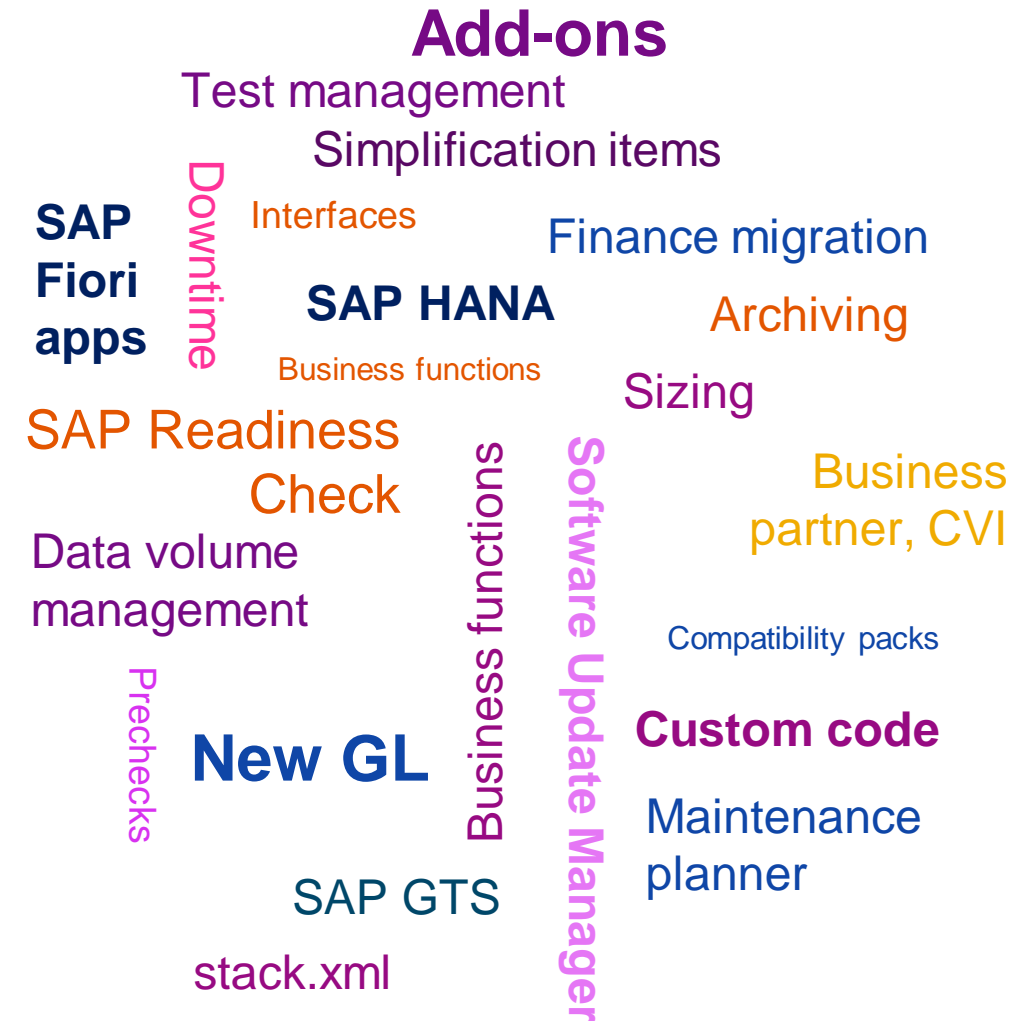 Add-ons
Test management
Simplification items
Downtime
SAP
Fiori
apps
Interfaces
Finance migration
SAP HANA
Archiving
Business functions
Sizing
SAP Readiness
Check
Business functions
Software Update Manager
Business
partner, CVI
Data volume
management
Compatibility packs
Prechecks
New GL
Custom code
Maintenance
planner
SAP GTS
stack.xml